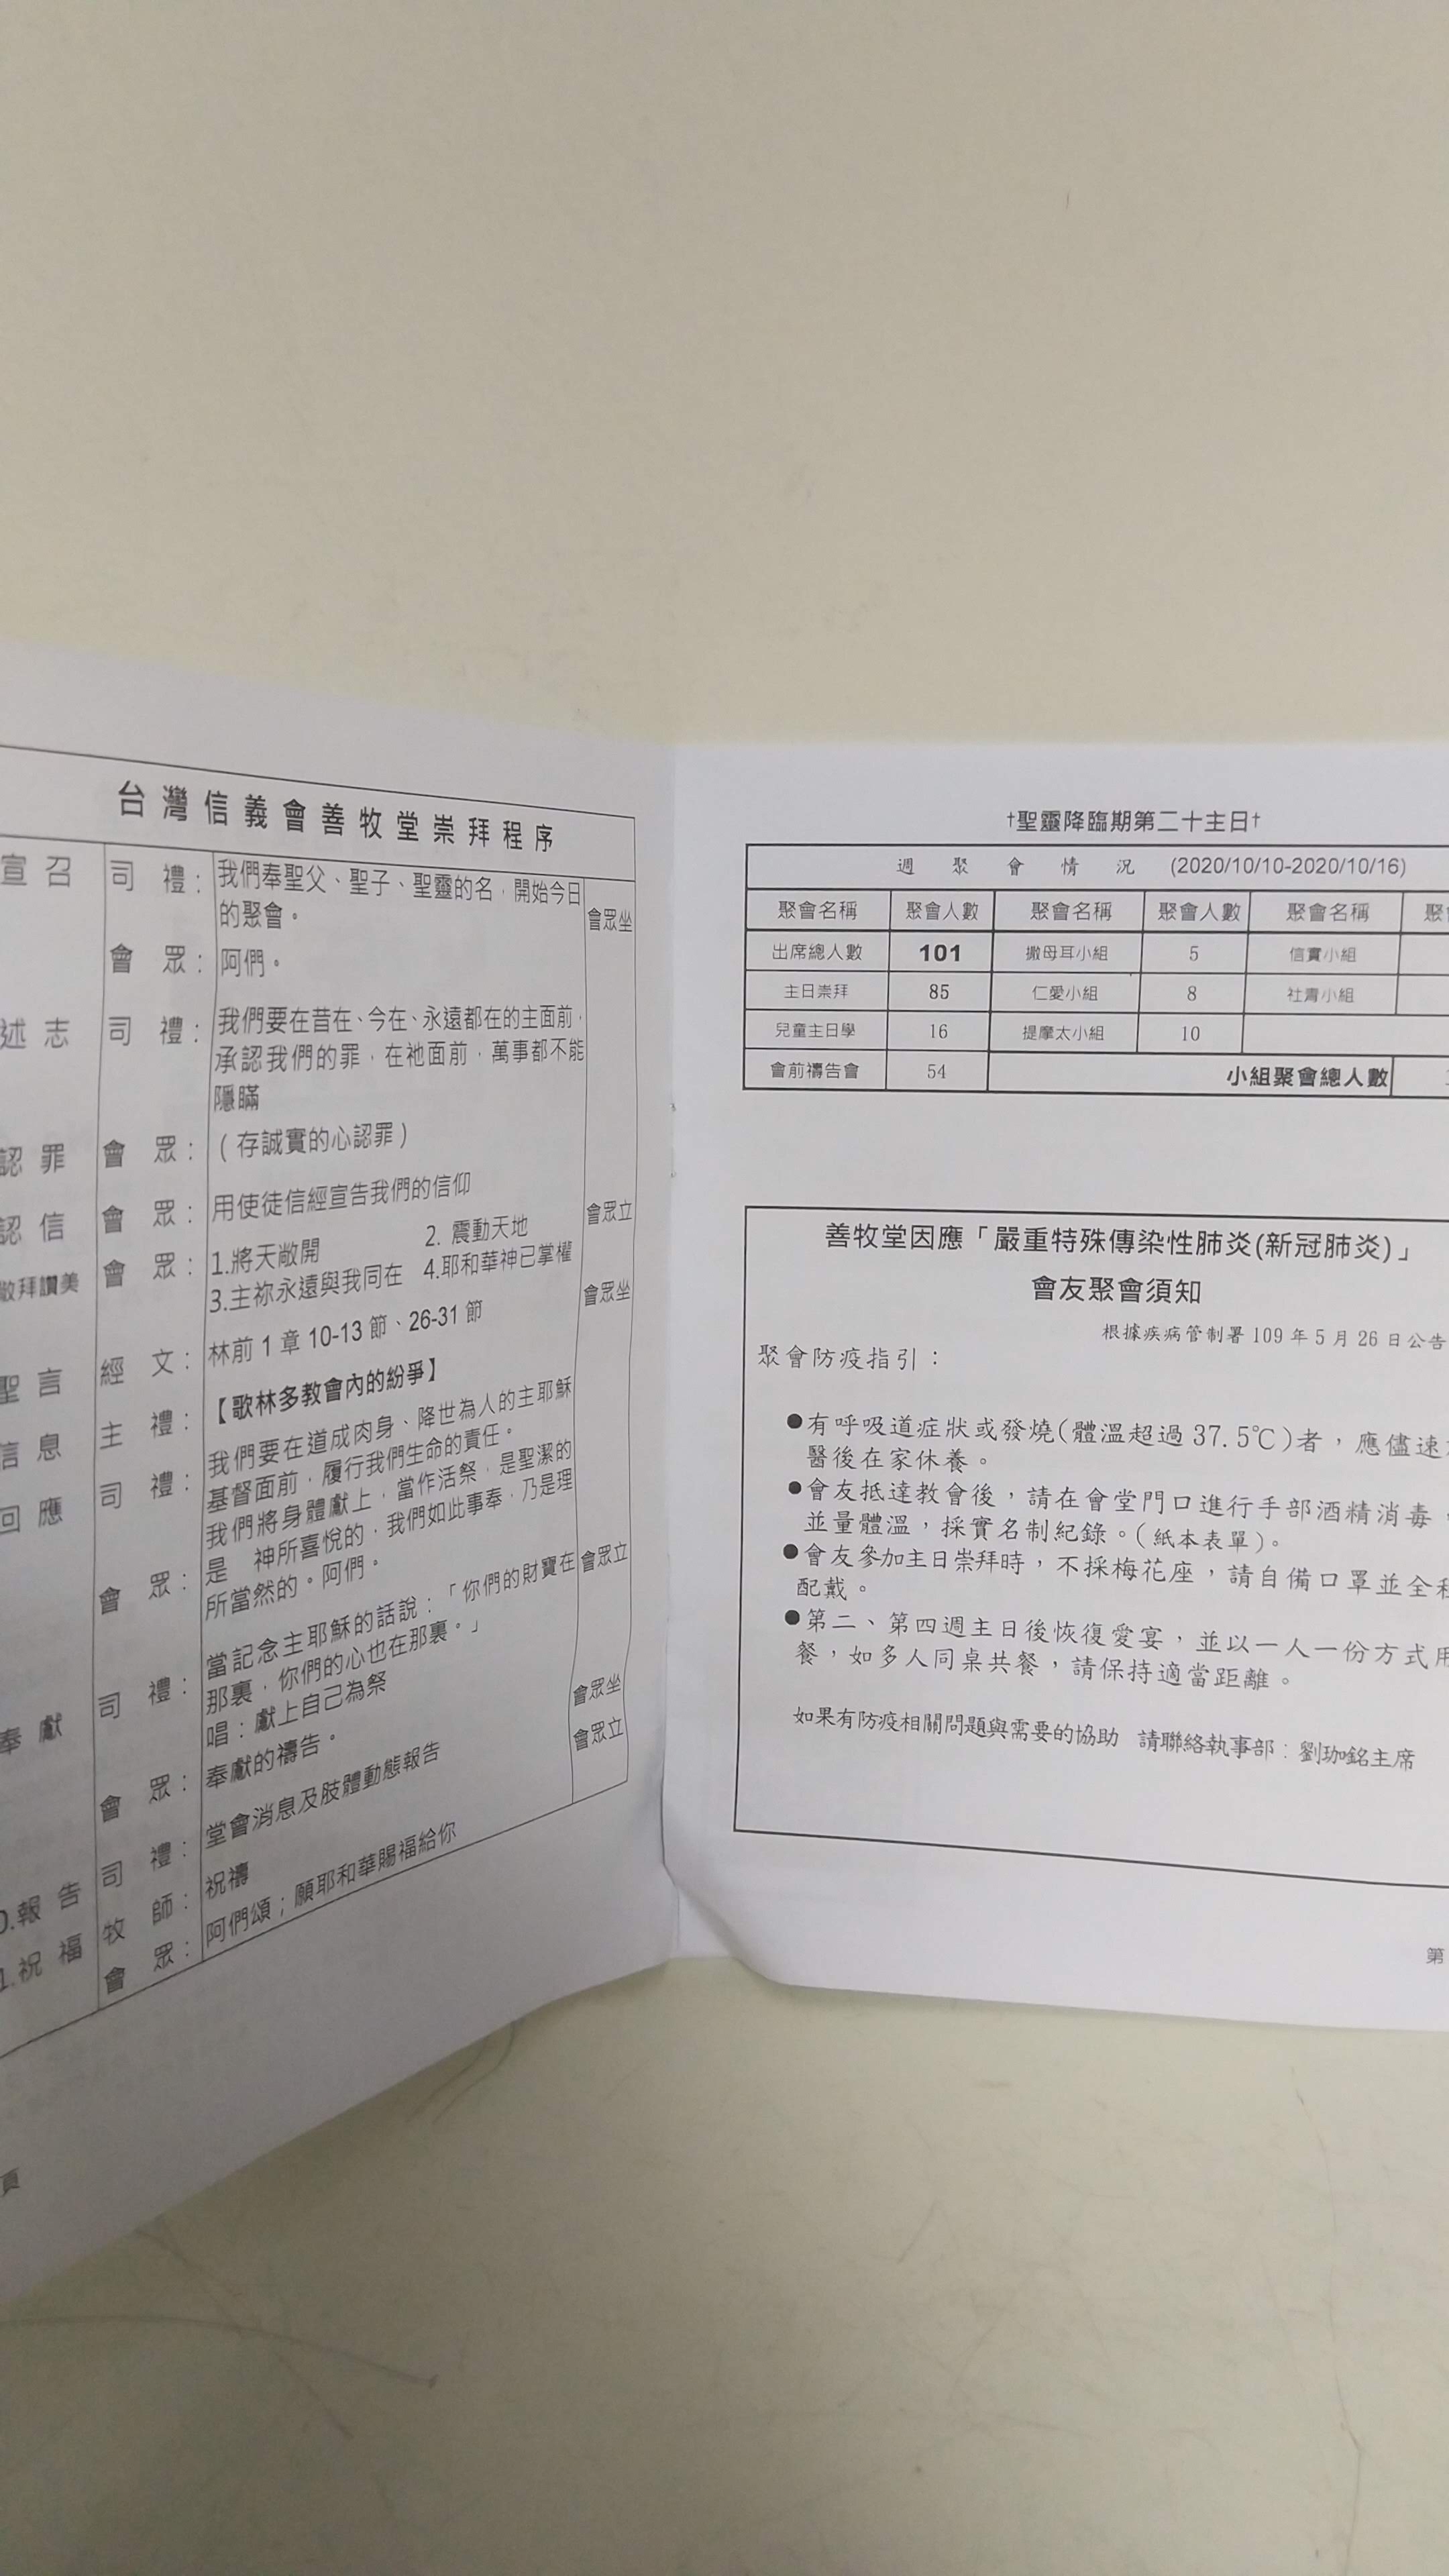 台灣信義會善牧堂崇拜程序
宣召 司禮：我們奉聖父、聖子、聖靈的名，開始今日
的聚會。 會眾坐
會眾：阿們。
述志 司禮：我們要在昔在、今在、永遠都在的主面前，
承認我們的罪，在祂面前，萬事都不能
隱瞞
認罪 會眾：（存誠實的心認罪）
認信 會眾：用使徒信經宣告我們的信仰 會眾立
敬拜讚美 會眾：1.將天敞開 2. 震動天地
3.主祢永遠與我同在 4.耶和華神已掌權
聖言 經文：林前 1 章 10-13 節、26-31 節 會眾坐
信息 主禮：【歌林多教會內的紛爭】
回應 司禮：我們要在道成肉身、降世為人的主耶穌
基督面前，履行我們生命的責任。
會眾：我們將身體獻上，當作活祭，是聖潔的
是 神所喜悅的，我們如此事奉，乃是理
所當然的。阿們。
奉獻 司禮：當記念主耶穌的話說：「你們的財寶在 會眾立
那裏，你們的心也在那裏。」
會眾：唱：獻上自己為祭
司禮：奉獻的禱告。
報告 堂會消息及肢體動態報告 會眾坐
祝福 牧師：祝禱 會眾立
會眾：阿們頌；願耶和華賜福給你
頁
†聖靈降臨期第二十主日†
週聚會情況 (2020/10/10-2020/10/16)
聚會名稱 聚會人數 聚會名稱 聚會人數 聚會名稱
出席總人數 101 撒母耳小組 5 信實小組
主日崇拜 85 仁愛小組 8 社青小組
兒童主日學 16 提摩太小組 10
會前禱告會 54 小組聚會總人數
善牧堂因應「嚴重特殊傳染性肺炎(新冠肺炎)」
會友聚會須知
根據疾病管制署 109 年 5 月 26 日公告
聚會防疫指引：
●有呼吸道症狀或發燒(體溫超過 37.5℃)者，應儘速
醫後在家休養。
●會友抵達教會後，請在會堂門口進行手部酒精消毒，
並量體溫，採實名制紀錄。(紙本表單)。
●會友參加主日崇拜時，不採梅花座，請自備口罩並全
配戴。
●第二、第四週主日後恢復愛宴，並以一人一份方式用
餐，如多人同桌共餐，請保持適當距離。
如果有防疫相關問題與需要的協助 請聯絡執事部：劉珈銘主席
第